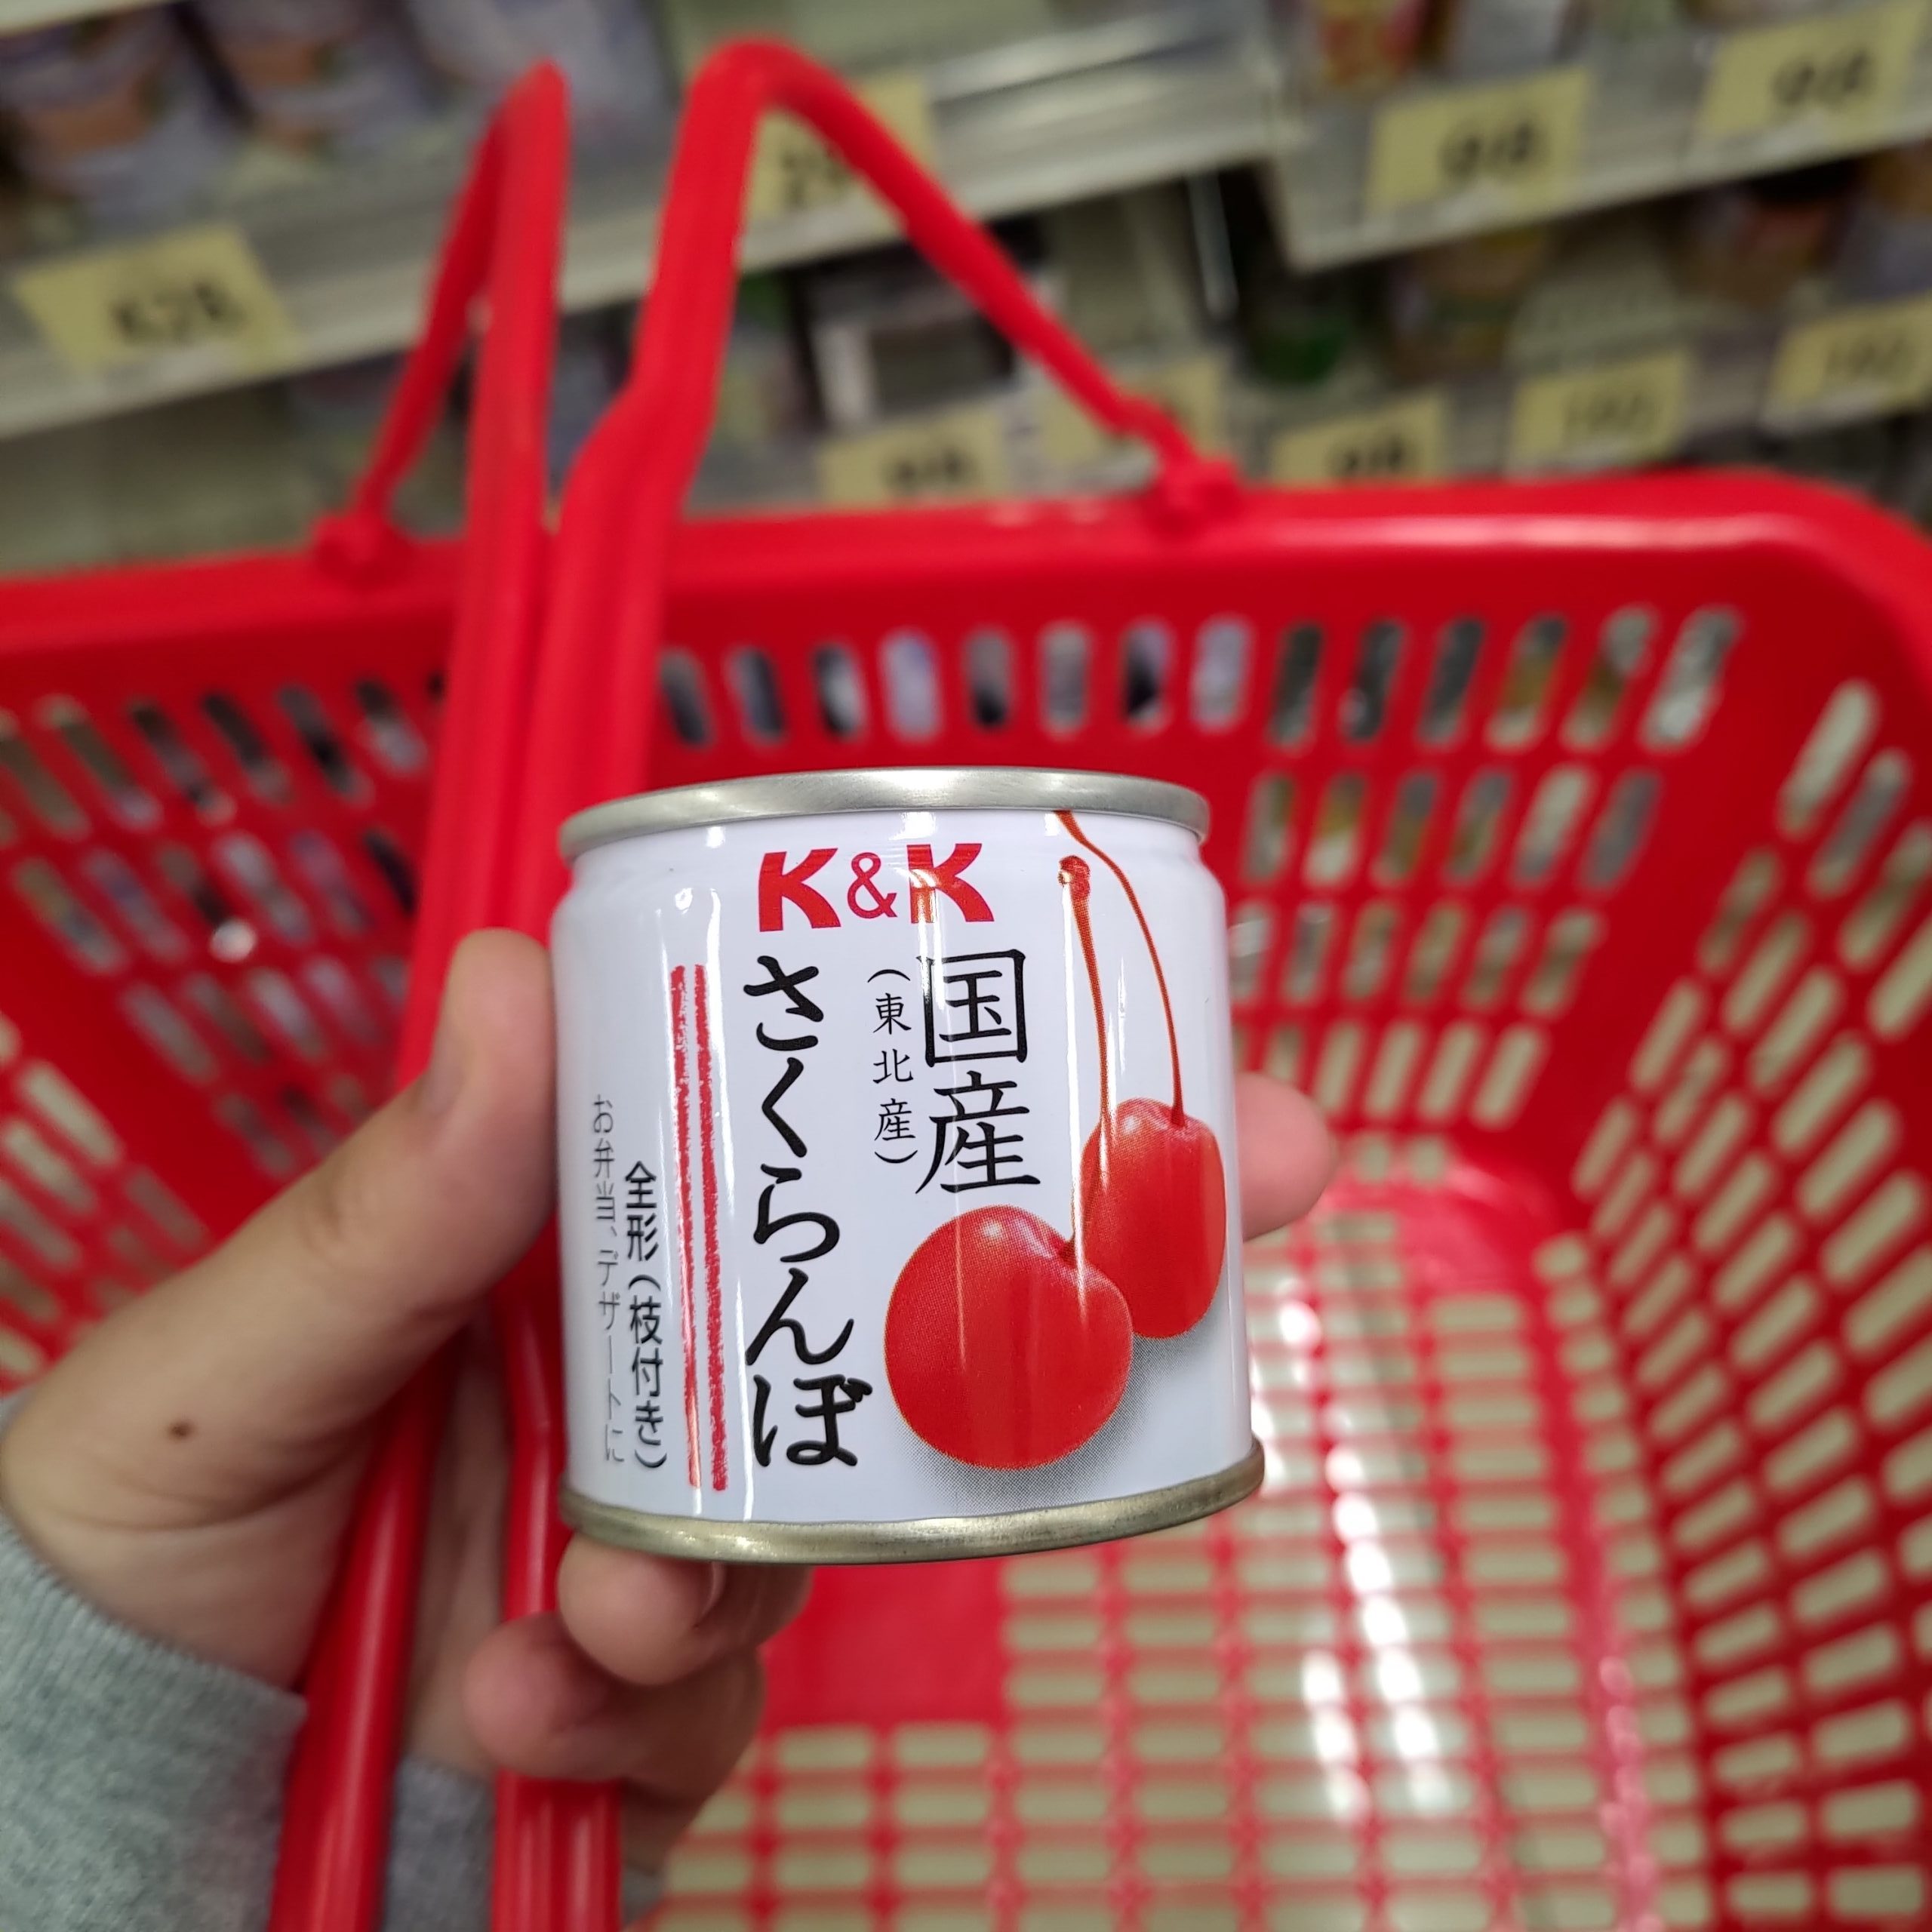 K&K
国産
(東北産)
さくらんぼ
全形(枝付き)
お弁当、デザートに